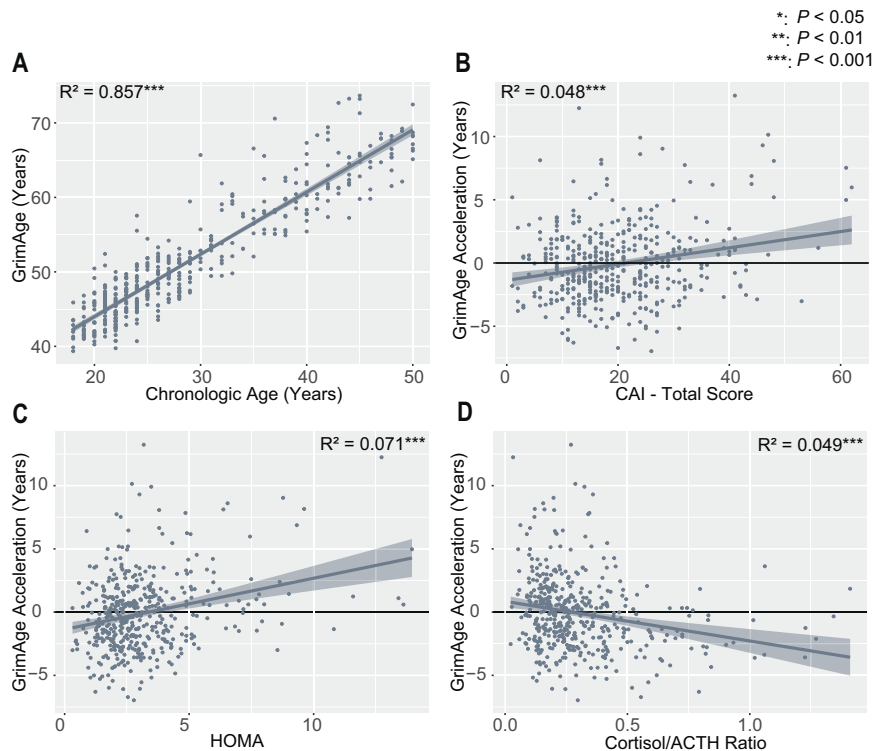 *: P < 0.05
**: P < 0.01
***: P < 0.001
A
R² = 0.857***
GrimAge (Years)
70
60
50
40
20
30
40
50
Chronologic Age (Years)
B
R² = 0.048***
GrimAge Acceleration (Years)
10
5
0
−5
0
20
40
60
CAI - Total Score
C
R² = 0.071***
GrimAge Acceleration (Years)
10
5
0
−5
0
5
10
HOMA
D
R² = 0.049***
GrimAge Acceleration (Years)
10
5
0
−5
0.0
0.5
1.0
Cortisol/ACTH Ratio